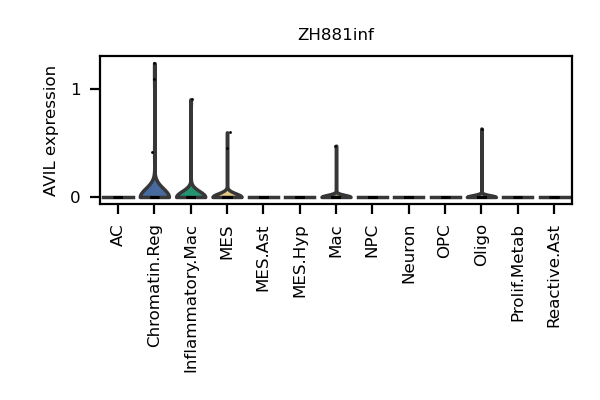 ZH881inf
AVIL expression
1
0
AC
Chromatin.Reg
Inflammatory.Mac
MES
MES.Ast
MES.Hyp
Mac
NPC
Neuron
OPC
Oligo
Prolif.Metab
Reactive.Ast